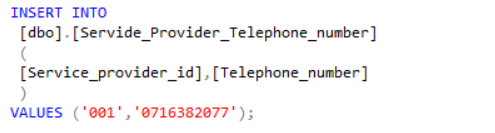 INSERT INTO
[dbo].[Servide_Provider_Telephone_number]
(
[Service_provider_id],[Telephone_number]
)
VALUES ('001','0716382077');